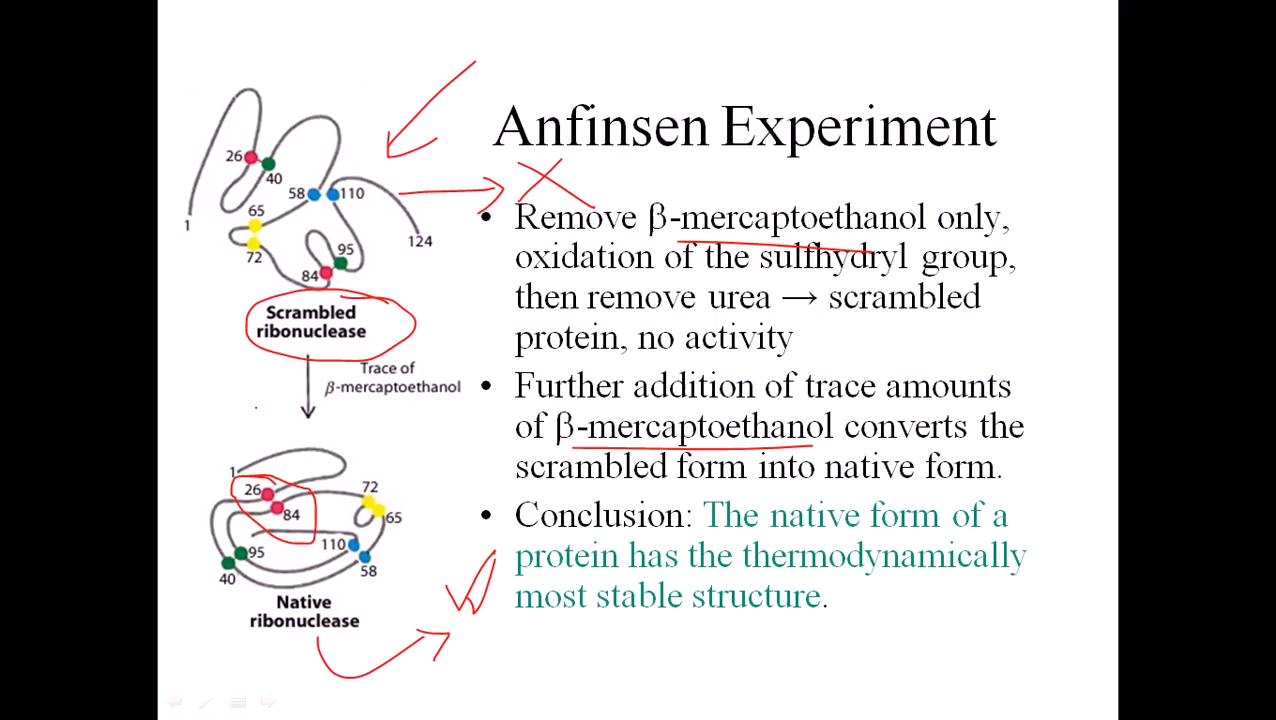 Anfinsen Experiment
• Remove β-mercaptoethanol only,
oxidation of the sulfhydryl group,
then remove urea → scrambled
protein, no activity
• Further addition of trace amounts
of β-mercaptoethanol converts the
scrambled form into native form.
• Conclusion: The native form of a
protein has the thermodynamically
most stable structure.
26
40
58
110
65
1
124
72
95
84
Scrambled
ribonuclease
Trace of
β-mercaptoethanol
1
26
72
84
65
95
110
40
58
Native
ribonuclease